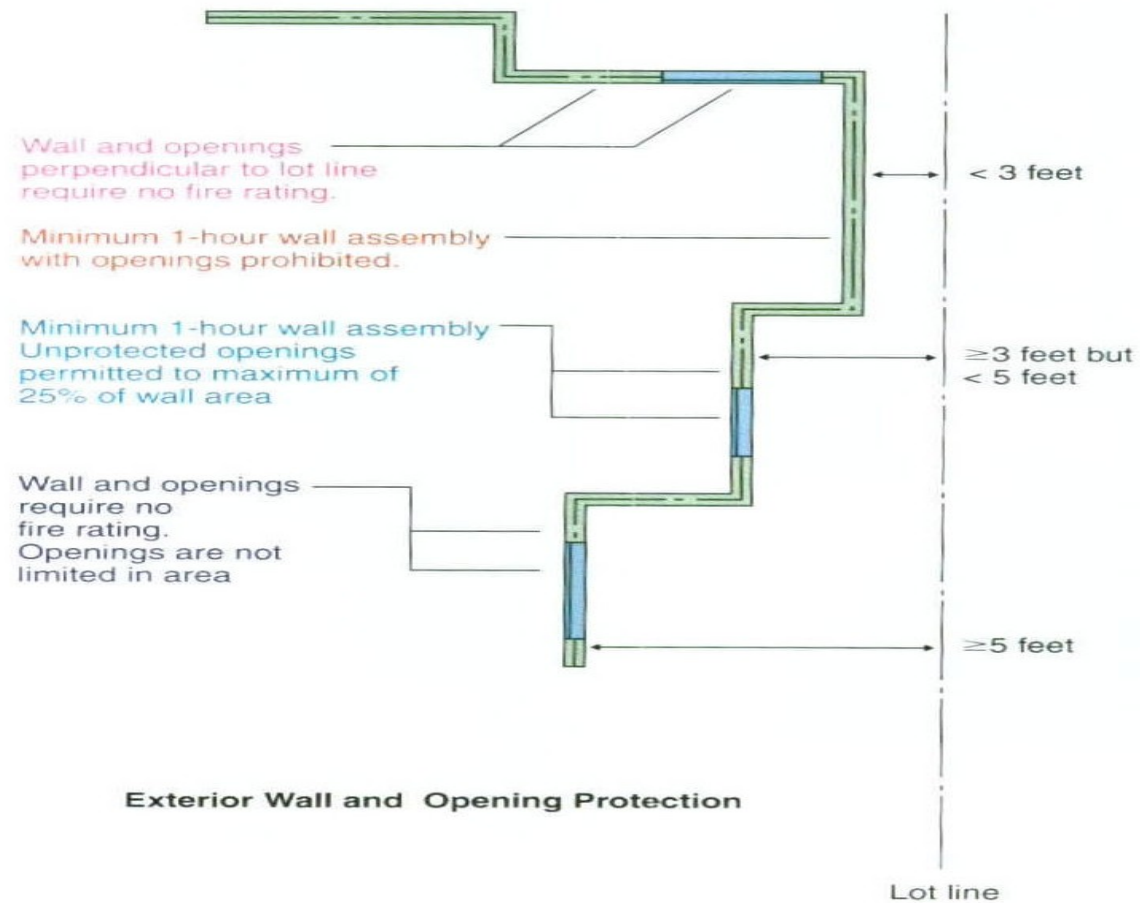 Wall and openings
perpendicular to lot line
require no fire rating.
< 3 feet
Minimum 1-hour wall assembly
with openings prohibited.
Minimum 1-hour wall assembly
Unprotected openings
permitted to maximum of
25% of wall area
≥3 feet but
< 5 feet
Wall and openings
require no
fire rating.
Openings are not
limited in area
≥5 feet
Exterior Wall and Opening Protection
Lot line